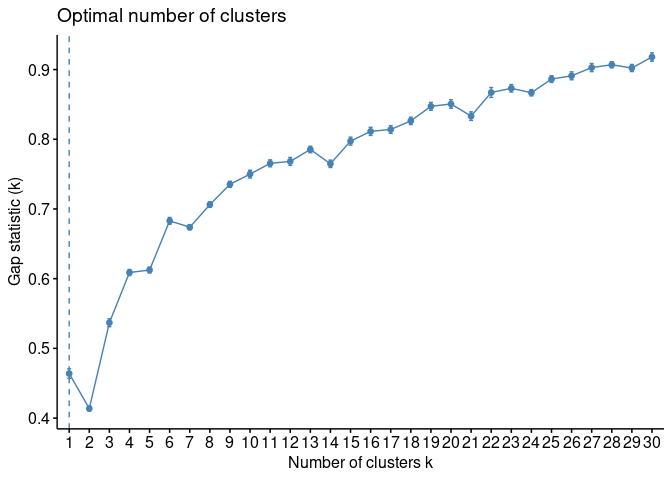 Optimal number of clusters
Gap statistic (k)
0.9
0.8
0.7
0.6
0.5
0.4
1 2 3 4 5 6 7 8 9 10 11 12 13 14 15 16 17 18 19 20 21 22 23 24 25 26 27 28 29 30
Number of clusters k